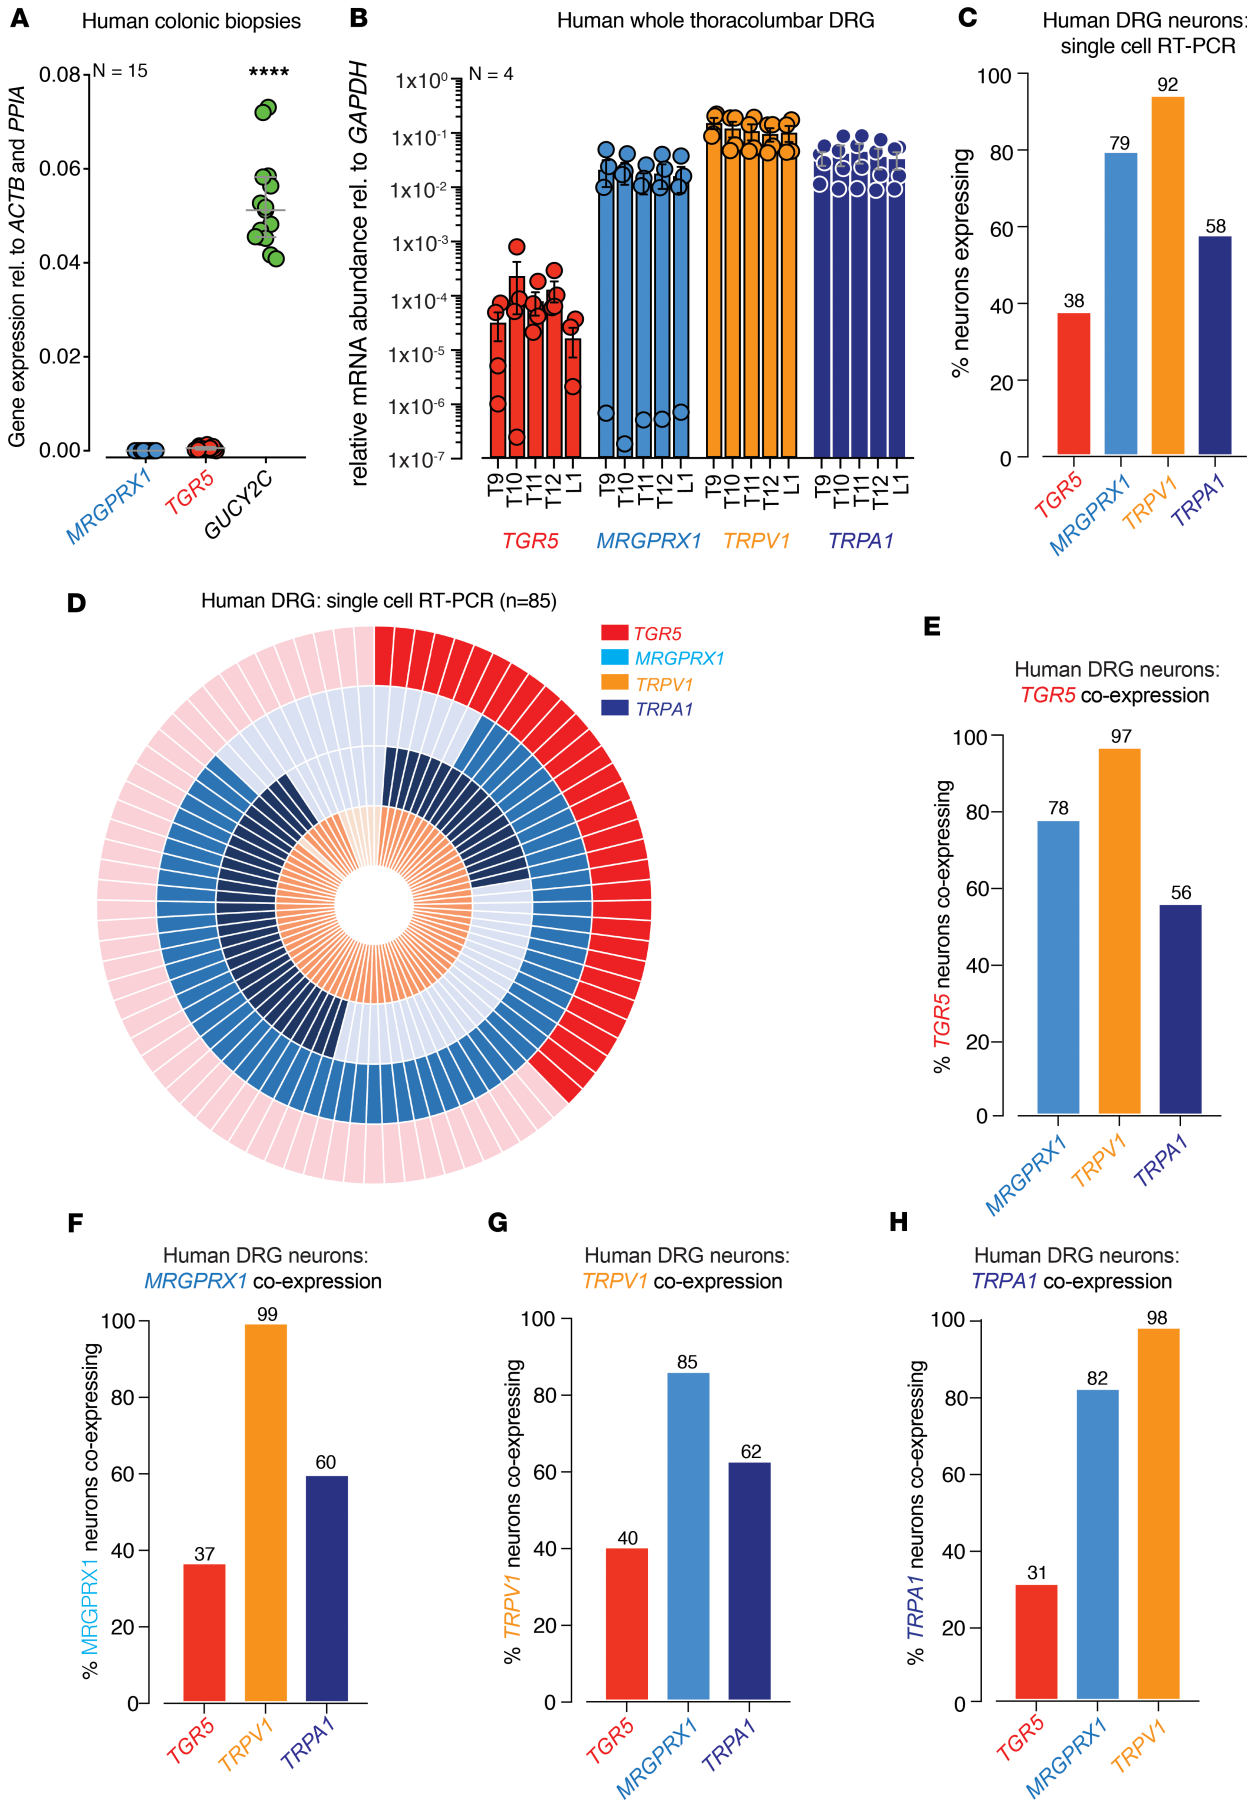 A
Human colonic biopsies
Gene expression rel. to ACTB and PPIA
N = 15
****
0.08
0.06
0.04
0.02
0.00
MRGPRX1
TGR5
GUCY2C
B
Human whole thoracolumbar DRG
relative mRNA abundance rel. to GAPDH
N = 4
1x10⁰
1x10⁻¹
1x10⁻²
1x10⁻³
1x10⁻⁴
1x10⁻⁵
1x10⁻⁶
1x10⁻⁷
T9 T10 T11 T12 L1 T9 T10 T11 T12 L1 T9 T10 T11 T12 L1 T9 T10 T11 T12 L1
TGR5 MRGPRX1 TRPV1 TRPA1
C
Human DRG neurons:
single cell RT-PCR
% neurons expressing
100
80
60
40
20
0
38
79
92
58
TGR5
MRGPRX1
TRPV1
TRPA1
D
Human DRG: single cell RT-PCR (n=85)
TGR5
MRGPRX1
TRPV1
TRPA1
E
Human DRG neurons:
TGR5 co-expression
% TGR5 neurons co-expressing
100
80
60
40
20
0
78
97
56
MRGPRX1
TRPV1
TRPA1
F
Human DRG neurons:
MRGPRX1 co-expression
% MRGPRX1 neurons co-expressing
100
80
60
40
20
0
37
99
60
TGR5
TRPV1
TRPA1
G
Human DRG neurons:
TRPV1 co-expression
% TRPV1 neurons co-expressing
100
80
60
40
20
0
40
85
62
TGR5
MRGPRX1
TRPA1
H
Human DRG neurons:
TRPA1 co-expression
% TRPA1 neurons co-expressing
100
80
60
40
20
0
31
82
98
TGR5
MRGPRX1
TRPV1